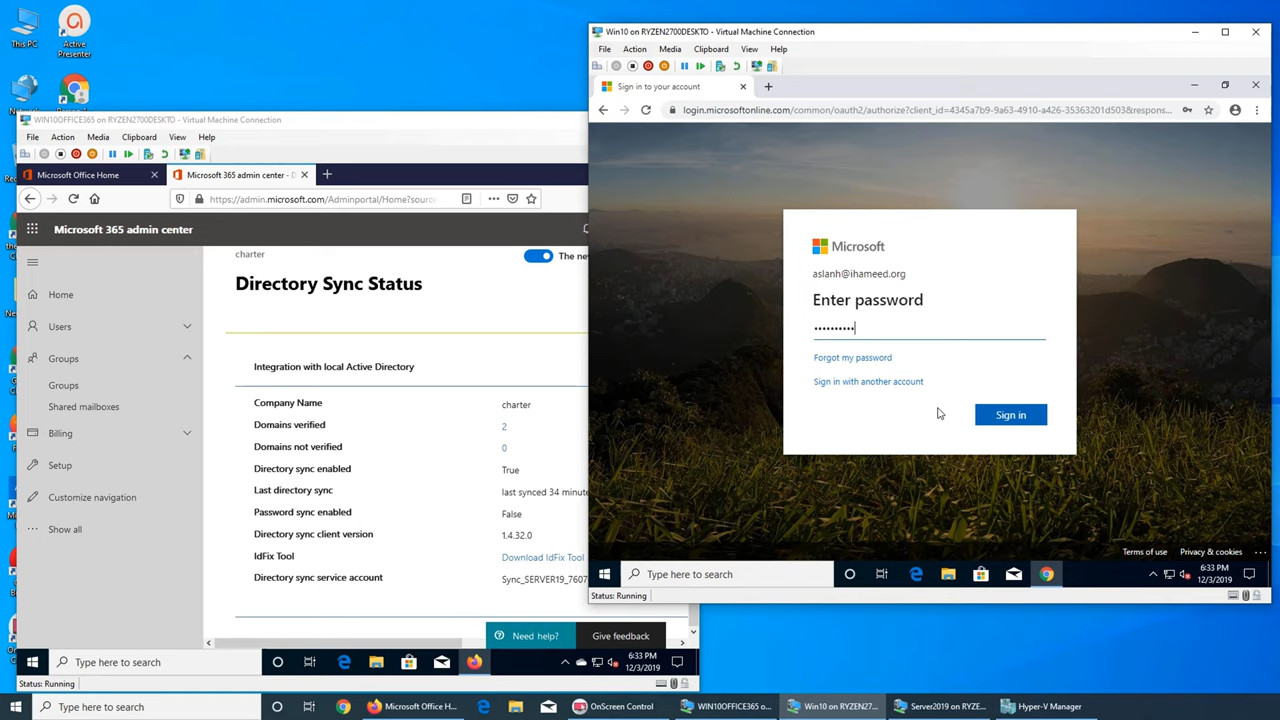 This PC
Active
Presenter
Network
Win10 on RYZEN2700DESKTO - Virtual Machine Connection
File Action Media Clipboard View Help
Sign in to your account
login.microsoftonline.com/common/oauth2/authorize?client_id=4345a7b9-9a63-4910-a426-35363201d503&respons...
Microsoft
aslanh@ihameed.org
Enter password
••••••••••
Forgot my password
Sign in with another account
Sign in
Terms of use Privacy & cookies ...
Type here to search
6:33 PM
12/3/2019
Status: Running
WIN10OFFICE365 on RYZEN2700DESKTO - Virtual Machine Connection
File Action Media Clipboard View Help
Microsoft Office Home
Microsoft 365 admin center - D
https://admin.microsoft.com/Adminportal/Home?sourc
Microsoft 365 admin center
Home
Users
Groups
Groups
Shared mailboxes
Billing
Setup
Customize navigation
Show all
charter
The ne
Directory Sync Status
Integration with local Active Directory
Company Name charter
Domains verified 2
Domains not verified 0
Directory sync enabled True
Last directory sync last synced 34 minute
Password sync enabled False
Directory sync client version 1.4.32.0
IdFix Tool Download IdFix Tool
Directory sync service account Sync_SERVER19_7607
Need help? Give feedback
Type here to search
6:33 PM
12/3/2019
Status: Running
Type here to search
Microsoft Office H...
OnScreen Control
WIN10OFFICE365 o...
Win10 on RYZEN27...
Server2019 on RYZE...
Hyper-V Manager